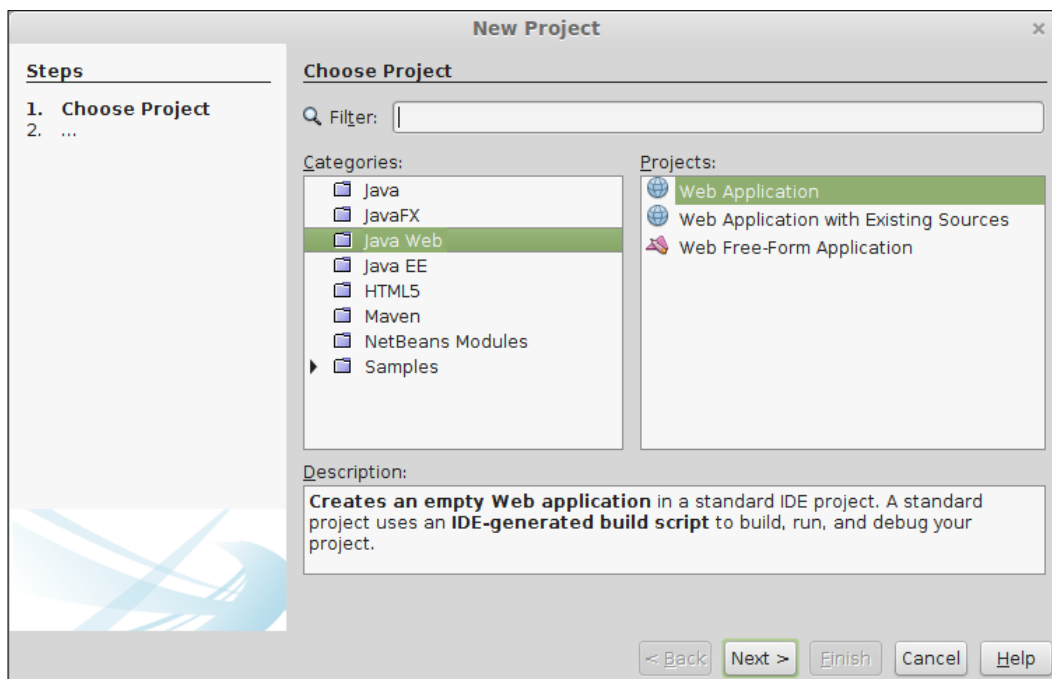 New Project
Steps
1. Choose Project
2. ...
Choose Project
Filter:
Categories:
Java
JavaFX
Java Web
Java EE
HTML5
Maven
NetBeans Modules
Samples
Projects:
Web Application
Web Application with Existing Sources
Web Free-Form Application
Description:
Creates an empty Web application in a standard IDE project. A standard
project uses an IDE-generated build script to build, run, and debug your
project.
< Back
Next >
Finish
Cancel
Help